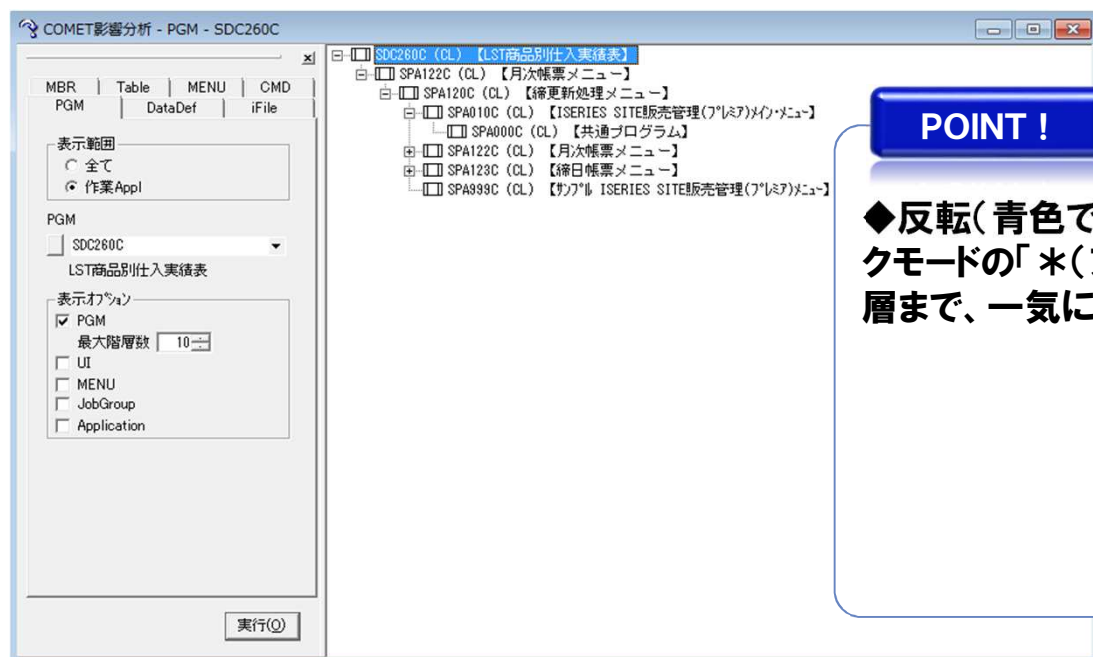 COMET影響分析 - PGM - SDC260C
MBR Table MENU CMD
PGM DataDef iFile
表示範囲
全て
作業Appl
PGM
SDC260C
LST商品別仕入実績表
表示ｵﾌﾟｼｮﾝ
PGM
最大階層数 10
UI
MENU
JobGroup
Application
実行(O)
SDC260C (CL) 【LST商品別仕入実績表】
SPA122C (CL) 【月次帳票メニュー】
SPA120C (CL) 【締更新処理メニュー】
SPA010C (CL) 【ISERIES SITE販売管理(ﾌﾟﾚﾐｱ)ﾒｲﾝ･ﾒﾆｭｰ】
SPA000C (CL) 【共通プログラム】
SPA122C (CL) 【月次帳票メニュー】
SPA123C (CL) 【締日帳票メニュー】
SPA999C (CL) 【ｻﾝﾌﾟﾙ ISERIES SITE販売管理(ﾌﾟﾚﾐｱ)ﾒﾆｭｰ】
POINT！
◆反転(青色で
クモードの「＊(
層まで、一気に